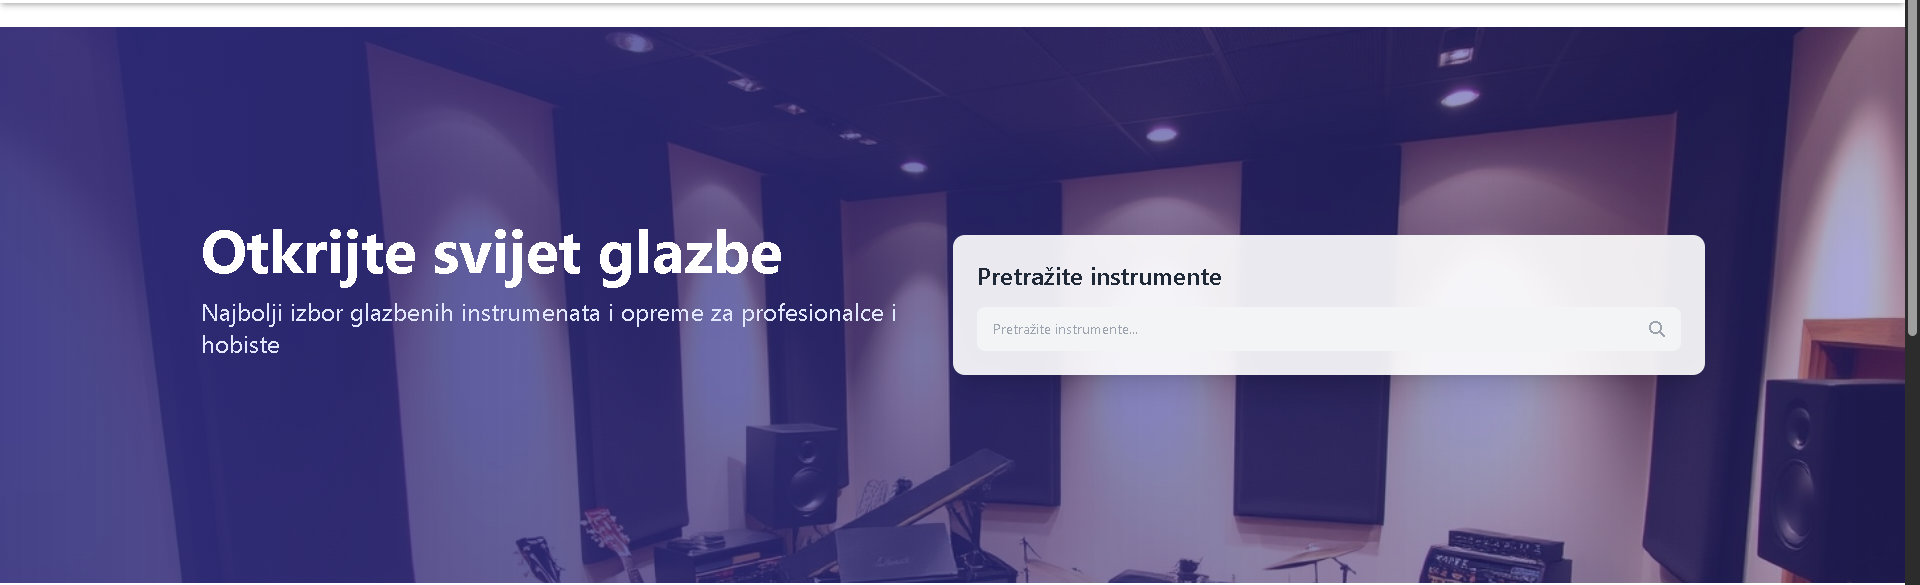 Otkrijte svijet glazbe
Najbolji izbor glazbenih instrumenata i opreme za profesionalce i
hobiste
Pretražite instrumente
Pretražite instrumente...